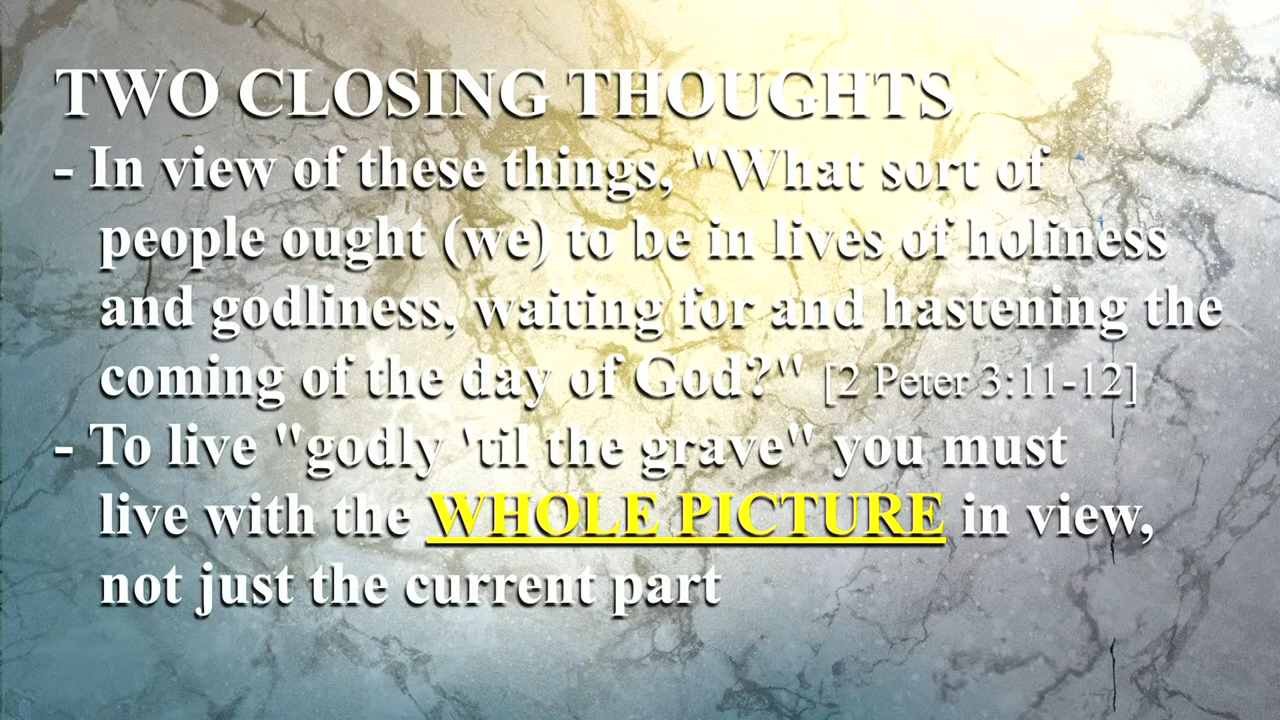 TWO CLOSING THOUGHTS
- In view of these things, "What sort of
people ought (we) to be in lives of holiness
and godliness, waiting for and hastening the
coming of the day of God?" [2 Peter 3:11-12]
- To live "godly 'til the grave" you must
live with the WHOLE PICTURE in view,
not just the current part